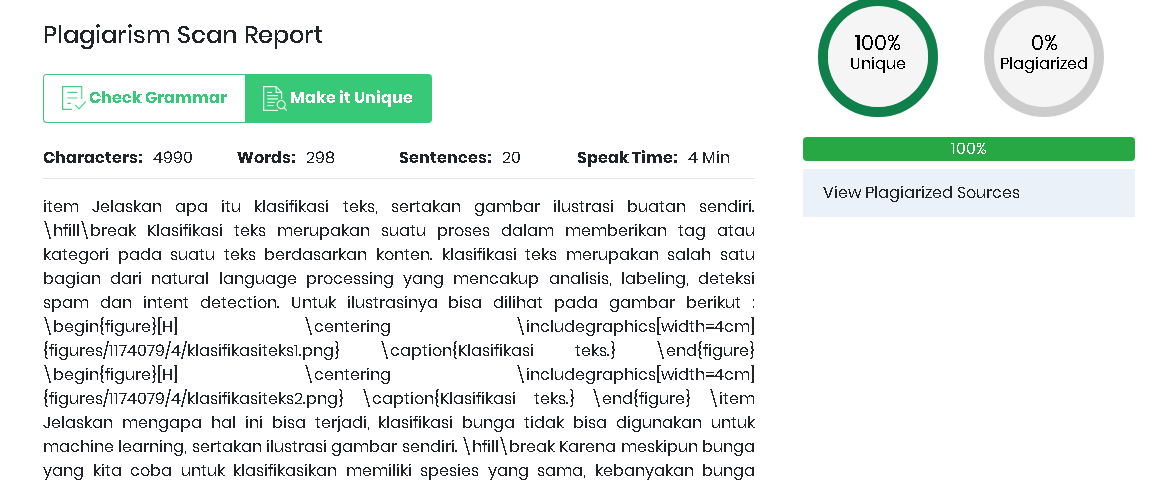 Plagiarism Scan Report
100%
Unique
0%
Plagiarized
Check Grammar
Make it Unique
100%
Characters: 4990 Words: 298 Sentences: 20 Speak Time: 4 Min
View Plagiarized Sources
item Jelaskan apa itu klasifikasi teks, sertakan gambar ilustrasi buatan sendiri.
\hfill\break Klasifikasi teks merupakan suatu proses dalam memberikan tag atau
kategori pada suatu teks berdasarkan konten. klasifikasi teks merupakan salah satu
bagian dari natural language processing yang mencakup analisis, labeling, deteksi
spam dan intent detection. Untuk ilustrasinya bisa dilihat pada gambar berikut :
\begin{figure}[H] \centering \includegraphics[width=4cm]
{figures/1174079/4/klasifikasiteks1.png} \caption{Klasifikasi teks.} \end{figure}
\begin{figure}[H] \centering \includegraphics[width=4cm]
{figures/1174079/4/klasifikasiteks2.png} \caption{Klasifikasi teks.} \end{figure} \item
Jelaskan mengapa hal ini bisa terjadi, klasifikasi bunga tidak bisa digunakan untuk
machine learning, sertakan ilustrasi gambar sendiri. \hfill\break Karena meskipun bunga
yang kita coba untuk klasifikasikan memiliki spesies yang sama, kebanyakan bunga